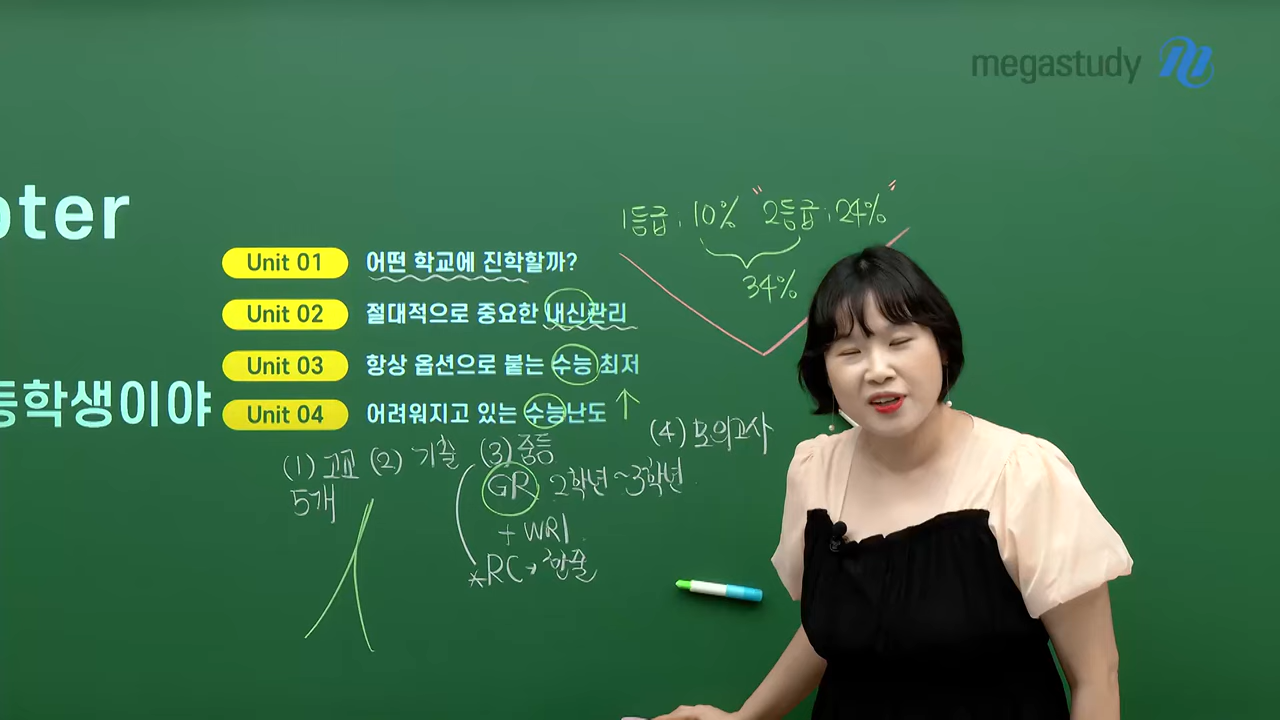 megastudy
pter
등학생이야
1등급, 10% "2등급, 24%"
34%
Unit 01 어떤 학교에 진학할까?
Unit 02 절대적으로 중요한 내신관리
Unit 03 항상 옵션으로 붙는 수능 최저
Unit 04 어려워지고 있는 수능난도 ↑
(1) 고교 (2) 기출 (3) 중등 (4) 모의고사
5개
GR 2학년~3학년
+ WRI
*RC→